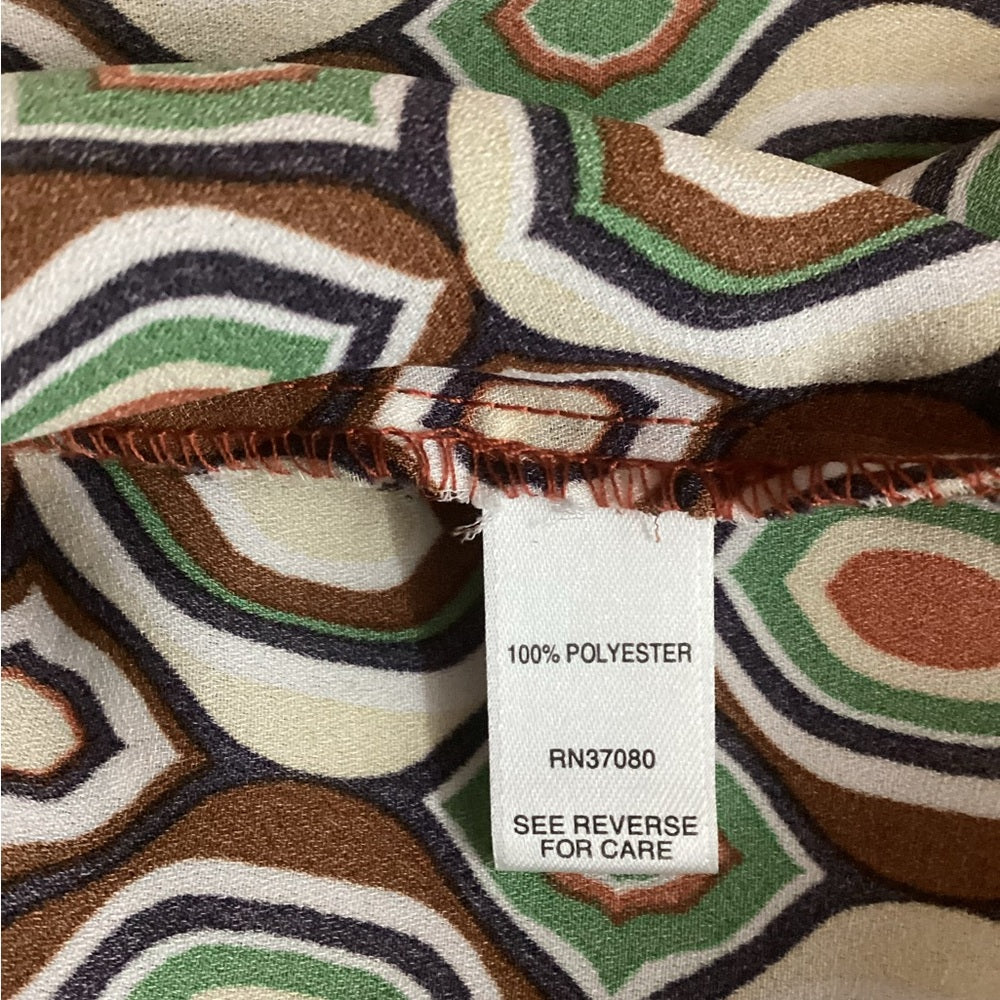 100% POLYESTER
RN37080
SEE REVERSE
FOR CARE